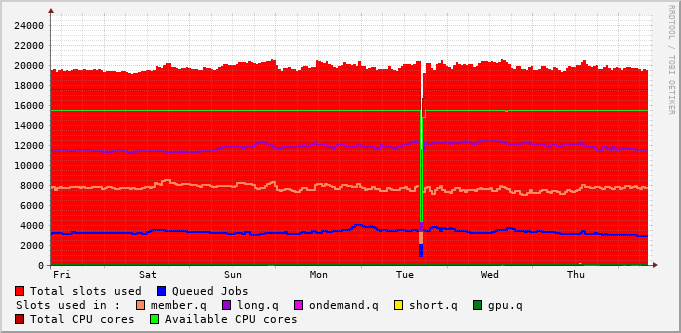 RRDTOOL / TOBI OETIKER
24000
22000
20000
18000
16000
14000
12000
10000
8000
6000
4000
2000
0
Fri Sat Sun Mon Tue Wed Thu
Total slots used Queued Jobs
Slots used in : member.q long.q ondemand.q short.q gpu.q
Total CPU cores Available CPU cores